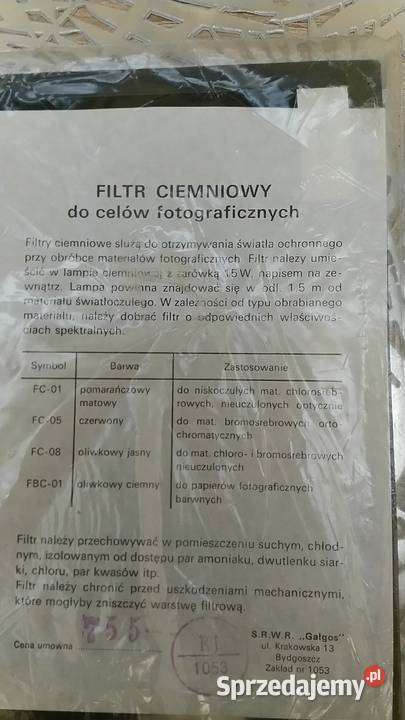 FILTR CIEMNIOWY
do celów fotograficznych
Filtry ciemniowe służą do otrzymywania światła ochronnego
przy obróbce materiałów fotograficznych. Filtr należy umie-
ścić w lampie ciemniowej z żarówką 15 W, napisem na ze-
wnątrz. Lampa powinna znajdować się w odl. 1,5 m od
materiału światłoczułego. W zależności od typu obrabianego
materiału, należy dobrać filtr o odpowiednich właściwoś-
ciach spektralnych.
Symbol Barwa Zastosowanie
FC-01 pomarańczowy do niskoczułych mat. chlorosreb-
matowy rowych, nieuczulonych optycznie
FC-05 czerwony do mat. bromosrebrowych orto-
chromatycznych
FC-08 oliwkowy jasny do mat. chloro- i bromosrebrowych
nieuczulonych
FBC-01 oliwkowy ciemny do papierów fotograficznych
barwnych
Filtr należy przechowywać w pomieszczeniu suchym, chłod-
nym, izolowanym od dostępu par amoniaku, dwutlenku siar-
ki, chloru, par kwasów itp.
Filtr należy chronić przed uszkodzeniami mechanicznymi,
które mogłyby zniszczyć warstwę filtrową.
Cena umowna 755-
KJ
1053
S.R.W.R. „Gałgos"
ul. Krakowska 13
Bydgoszcz
Zakład nr 1053
Sprzedajemy.pl